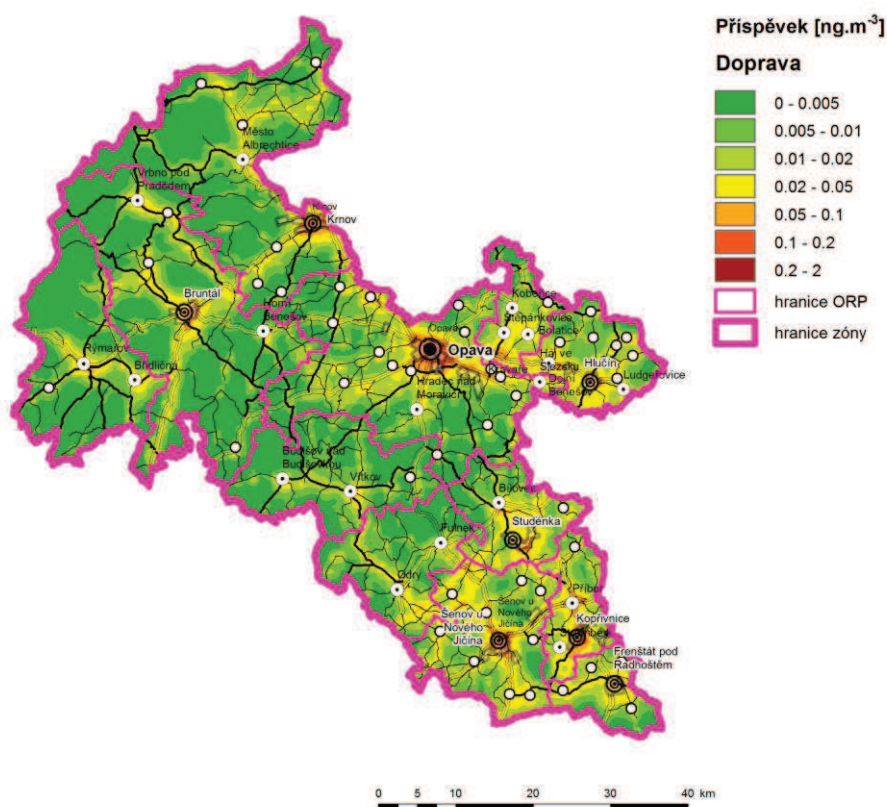 Příspěvek [ng.m-3]
Doprava
0 - 0.005
0.005 - 0.01
0.01 - 0.02
0.02 - 0.05
0.05 - 0.1
0.1 - 0.2
0.2 - 2
hranice ORP
hranice zóny
Město
Albrechtice
Vrbno pod
Pradědem
Krnov
Bruntál
Horní
Benešov
Rýmařov
Břidličná
Kobeřice
Štěpánkovice
Bolatice
Opava
Opava
Kravaře
Háj ve
Slezsku
Dolní
Benešov
Hlučín
Ludgeřovice
Hradec nad
Moravicí
Budišov nad
Budišovkou
Vítkov
Bílovec
Studénka
Fulnek
Odry
Příbor
Kopřivnice
Šenov u
Nového
Jičína
Šenov u
Nového Jičína
Štramberk
Frenštát pod
Radhoštěm
0 5 10 20 30 40 km